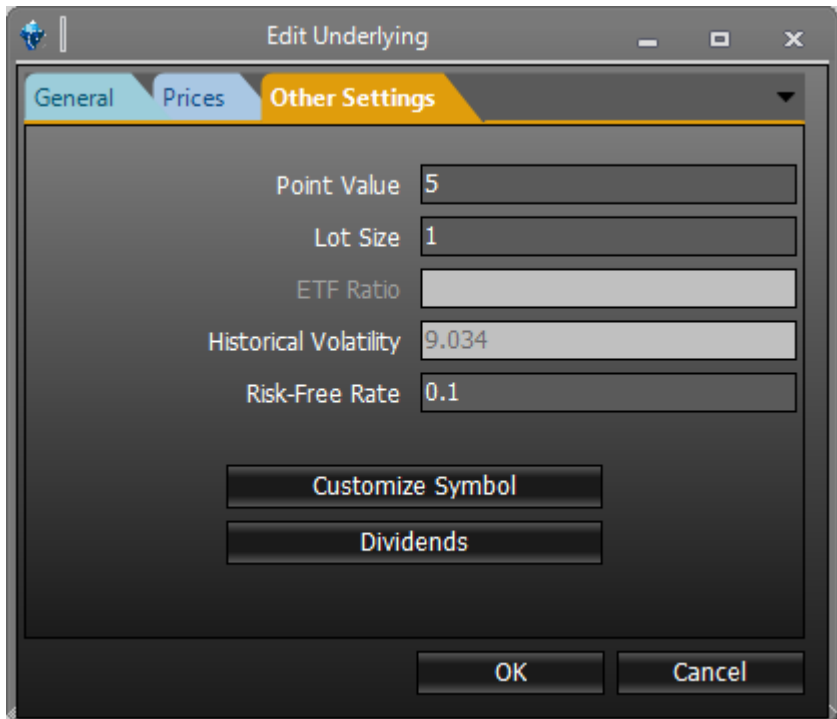 Edit Underlying
General Prices Other Settings
Point Value 5
Lot Size 1
ETF Ratio
Historical Volatility 9.034
Risk-Free Rate 0.1
Customize Symbol
Dividends
OK Cancel